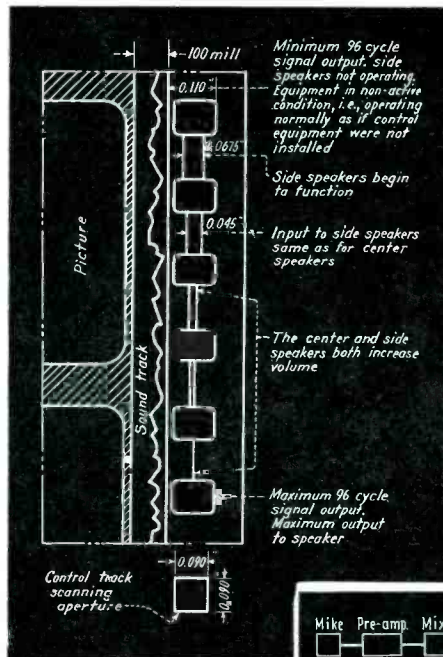 100 mill
Minimum 96 cycle
signal output, side
speakers not operating.
Equipment in non-active
condition, i.e., operating
normally as if control
equipment were not
installed
0.110
0.0675
Side speakers begin
to function
0.045
Input to side speakers
same as for center
speakers
Picture
Sound track
The center and side
speakers both increase
volume
Maximum 96 cycle
signal output.
Maximum output
to speaker
0.090
0.090
Control track
scanning
aperture
Mike Pre-amp. Mix